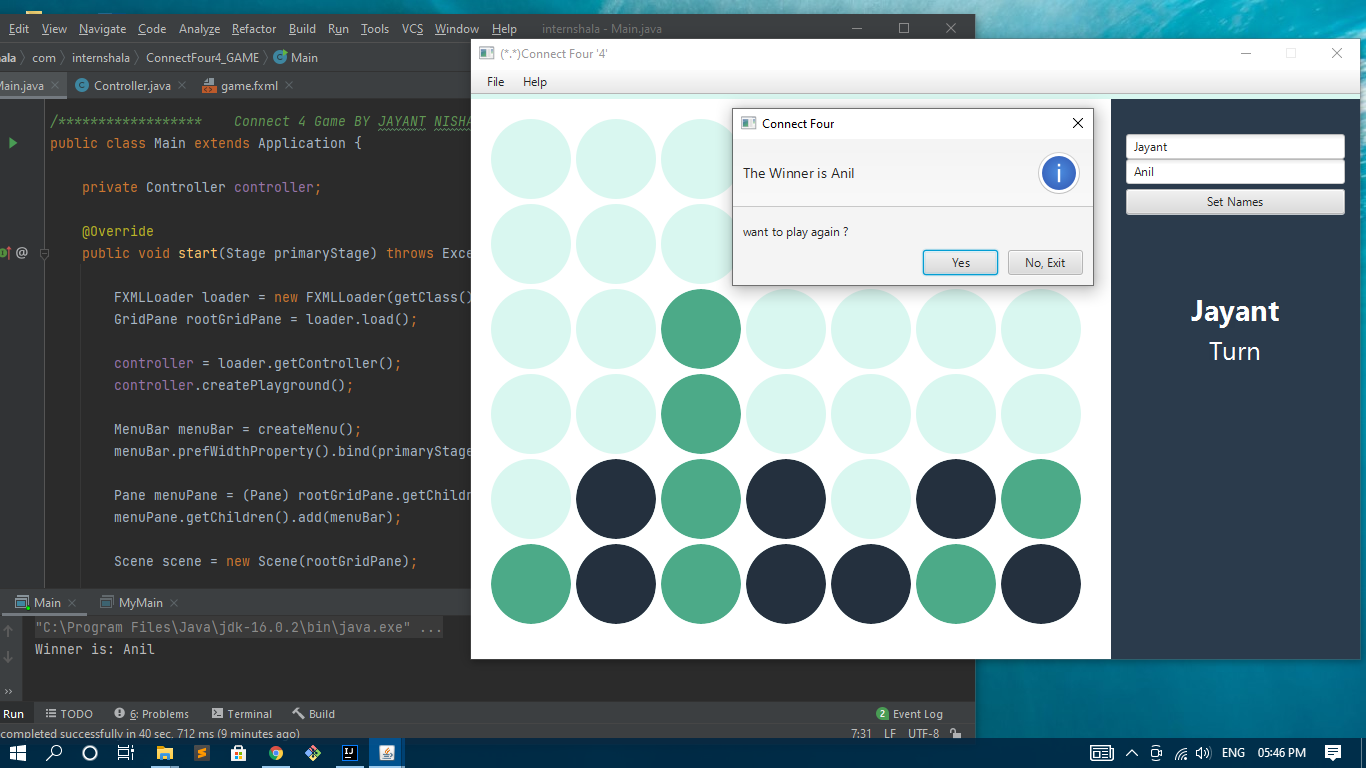 Edit View Navigate Code Analyze Refactor Build Run Tools VCS Window Help internshala - Main.java
ala com internshala ConnectFour4_GAME Main
Main.java Controller.java game.fxml
/****************** Connect 4 Game BY JAYANT NISHA
public class Main extends Application {
private Controller controller;
@Override
public void start(Stage primaryStage) throws Exce
FXMLLoader loader = new FXMLLoader(getClass()
GridPane rootGridPane = loader.load();
controller = loader.getController();
controller.createPlayground();
MenuBar menuBar = createMenu();
menuBar.prefWidthProperty().bind(primaryStage
Pane menuPane = (Pane) rootGridPane.getChildr
menuPane.getChildren().add(menuBar);
Scene scene = new Scene(rootGridPane);
Main MyMain
"C:\Program Files\Java\jdk-16.0.2\bin\java.exe" ...
Winner is: Anil
Run TODO 6: Problems Terminal Build 2 Event Log
completed successfully in 40 sec, 712 ms (9 minutes ago) 7:31 LF UTF-8
(*.*)Connect Four '4'
File Help
Connect Four
The Winner is Anil
want to play again ?
Yes No, Exit
Jayant
Anil
Set Names
Jayant
Turn
ENG 05:46 PM